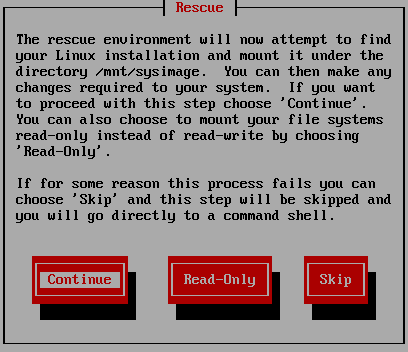 Rescue
The rescue environment will now attempt to find
your Linux installation and mount it under the
directory /mnt/sysimage.  You can then make any
changes required to your system.  If you want
to proceed with this step choose 'Continue'.
You can also choose to mount your file systems
read-only instead of read-write by choosing
'Read-Only'.
If for some reason this process fails you can
choose 'Skip' and this step will be skipped and
you will go directly to a command shell.
Continue Read-Only Skip